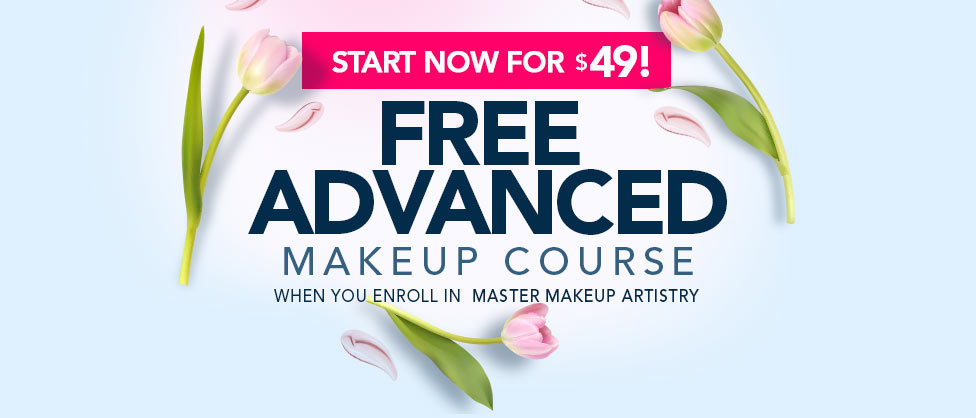 START NOW FOR $49!
FREE
ADVANCED
MAKEUP COURSE
WHEN YOU ENROLL IN MASTER MAKEUP ARTISTRY